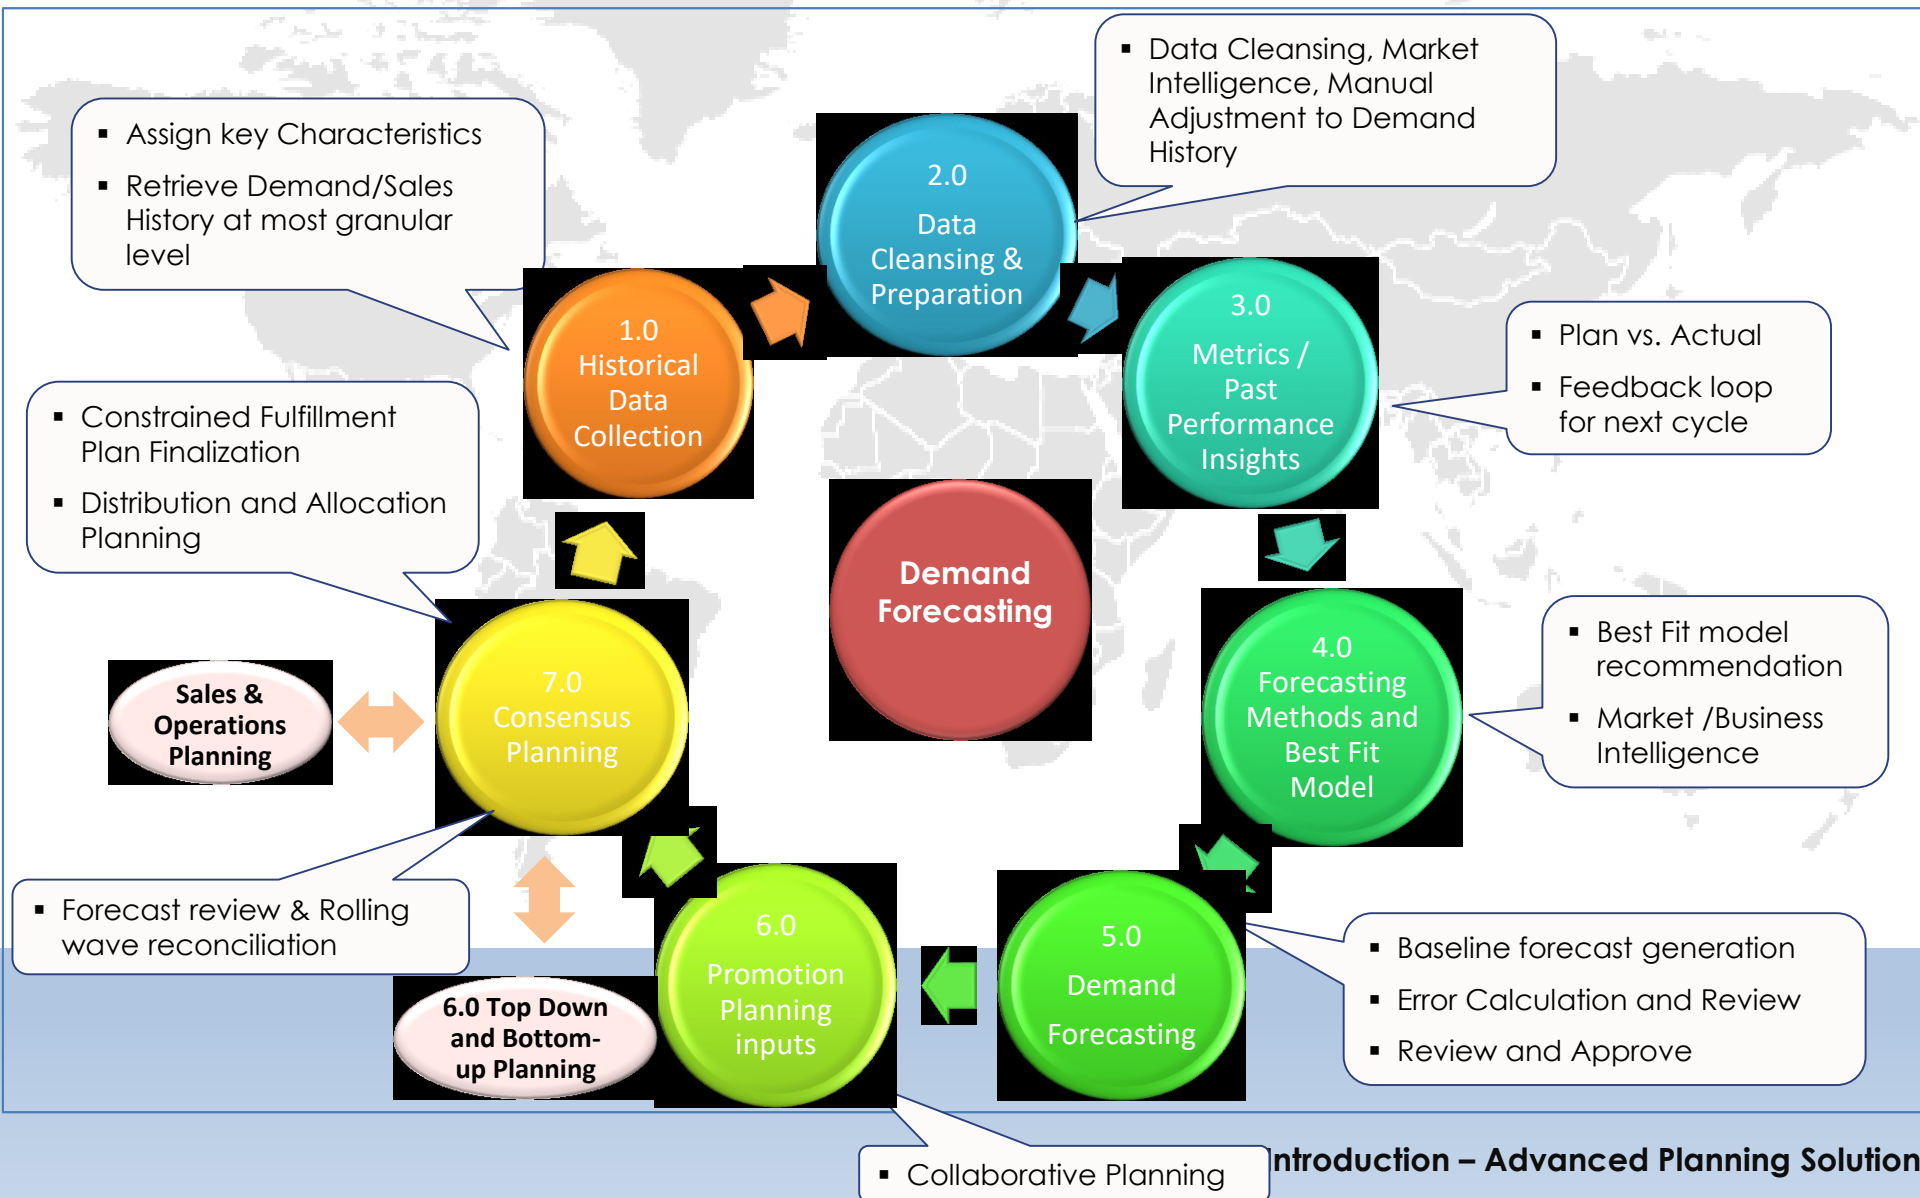 ▪ Data Cleansing, Market
Intelligence, Manual
Adjustment to Demand
History
▪ Assign key Characteristics
▪ Retrieve Demand/Sales
History at most granular
level
2.0
Data
Cleansing &
Preparation
1.0
Historical
Data
Collection
3.0
Metrics /
Past
Performance
Insights
▪ Plan vs. Actual
▪ Feedback loop
for next cycle
▪ Constrained Fulfillment
Plan Finalization
▪ Distribution and Allocation
Planning
Demand
Forecasting
4.0
Forecasting
Methods and
Best Fit
Model
▪ Best Fit model
recommendation
▪ Market /Business
Intelligence
7.0
Consensus
Planning
Sales &
Operations
Planning
▪ Forecast review & Rolling
wave reconciliation
6.0
Promotion
Planning
inputs
5.0
Demand
Forecasting
▪ Baseline forecast generation
▪ Error Calculation and Review
▪ Review and Approve
6.0 Top Down
and Bottom-
up Planning
▪ Collaborative Planning
ntroduction – Advanced Planning Solution